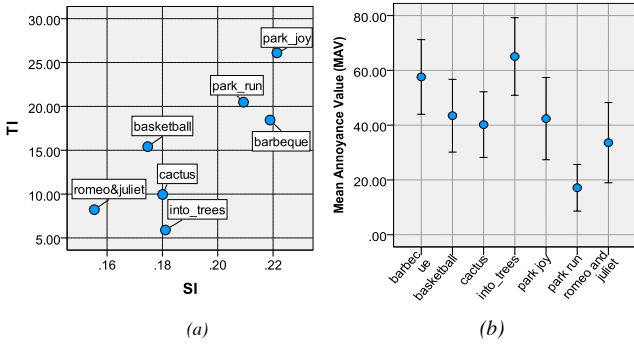 TI
30.00
25.00
20.00
15.00
10.00
5.00
park_joy
park_run
barbeque
basketball
cactus
romeo&juliet
into_trees
.16
.18
.20
.22
SI
(a)
Mean Annoyance Value (MAV)
80.00
60.00
40.00
20.00
.00
barbec
ue
basketball
cactus
into_trees
park joy
park run
romeo and
juliet
(b)